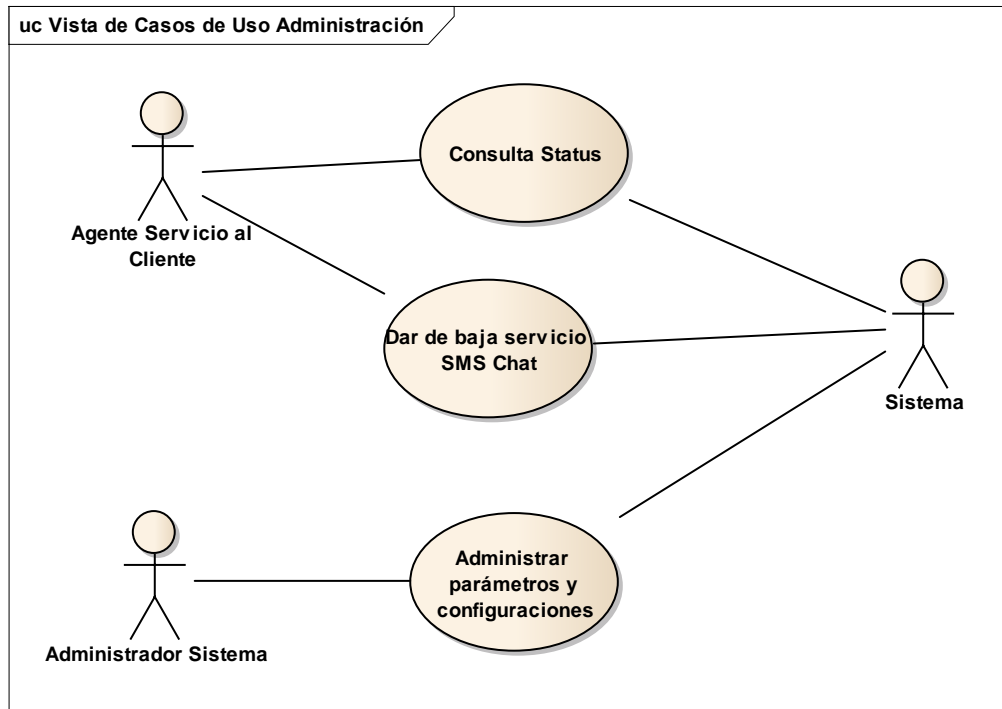 uc Vista de Casos de Uso Administración
Consulta Status
Agente Servicio al
Cliente
Dar de baja servicio
SMS Chat
Sistema
Administrar
parámetros y
configuraciones
Administrador Sistema